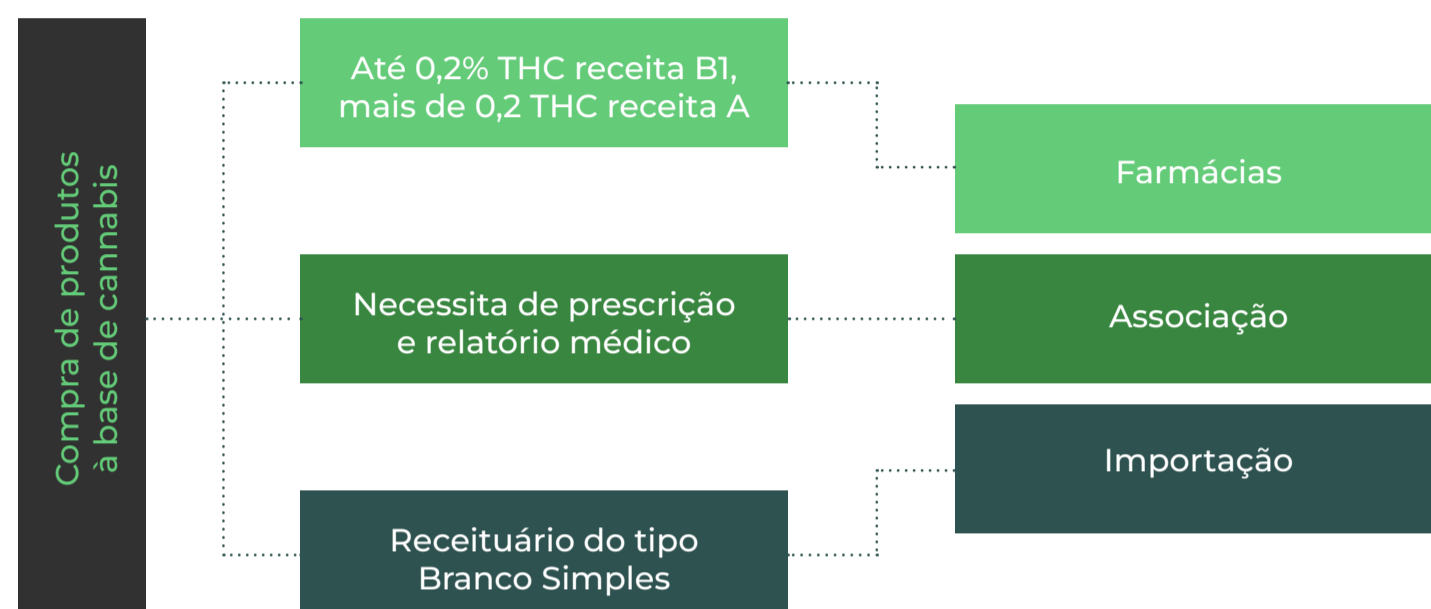 Compra de produtos
à base de cannabis
Até 0,2% THC receita B1,
mais de 0,2 THC receita A
Farmácias
Necessita de prescrição
e relatório médico
Associação
Receituário do tipo
Branco Simples
Importação